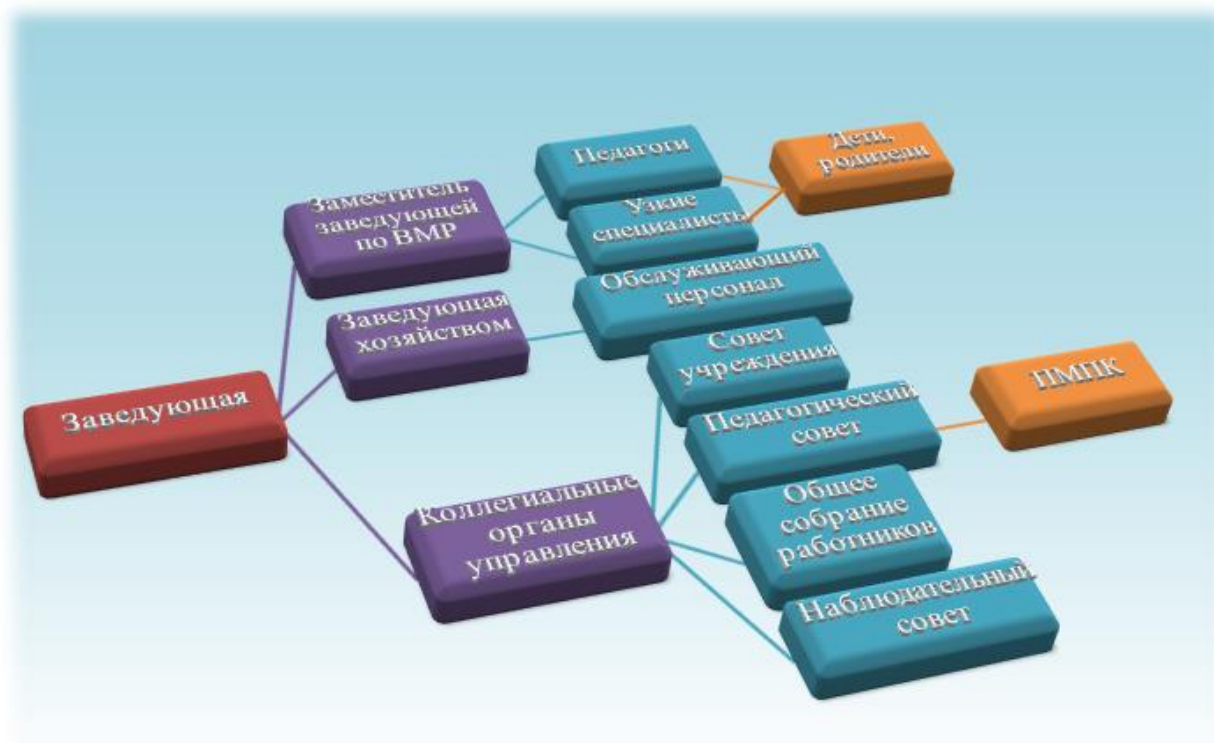 Педагоги
Дети,
родители
Заместитель
заведующей
по ВМР
Узкие
специалисты
Обслуживающий
персонал
Заведующая
хозяйством
Совет
учреждения
Заведующая
Педагогический
совет
ПМПК
Коллегиальные
органы
управления
Общее
собрание
работников
Наблюдательный
совет